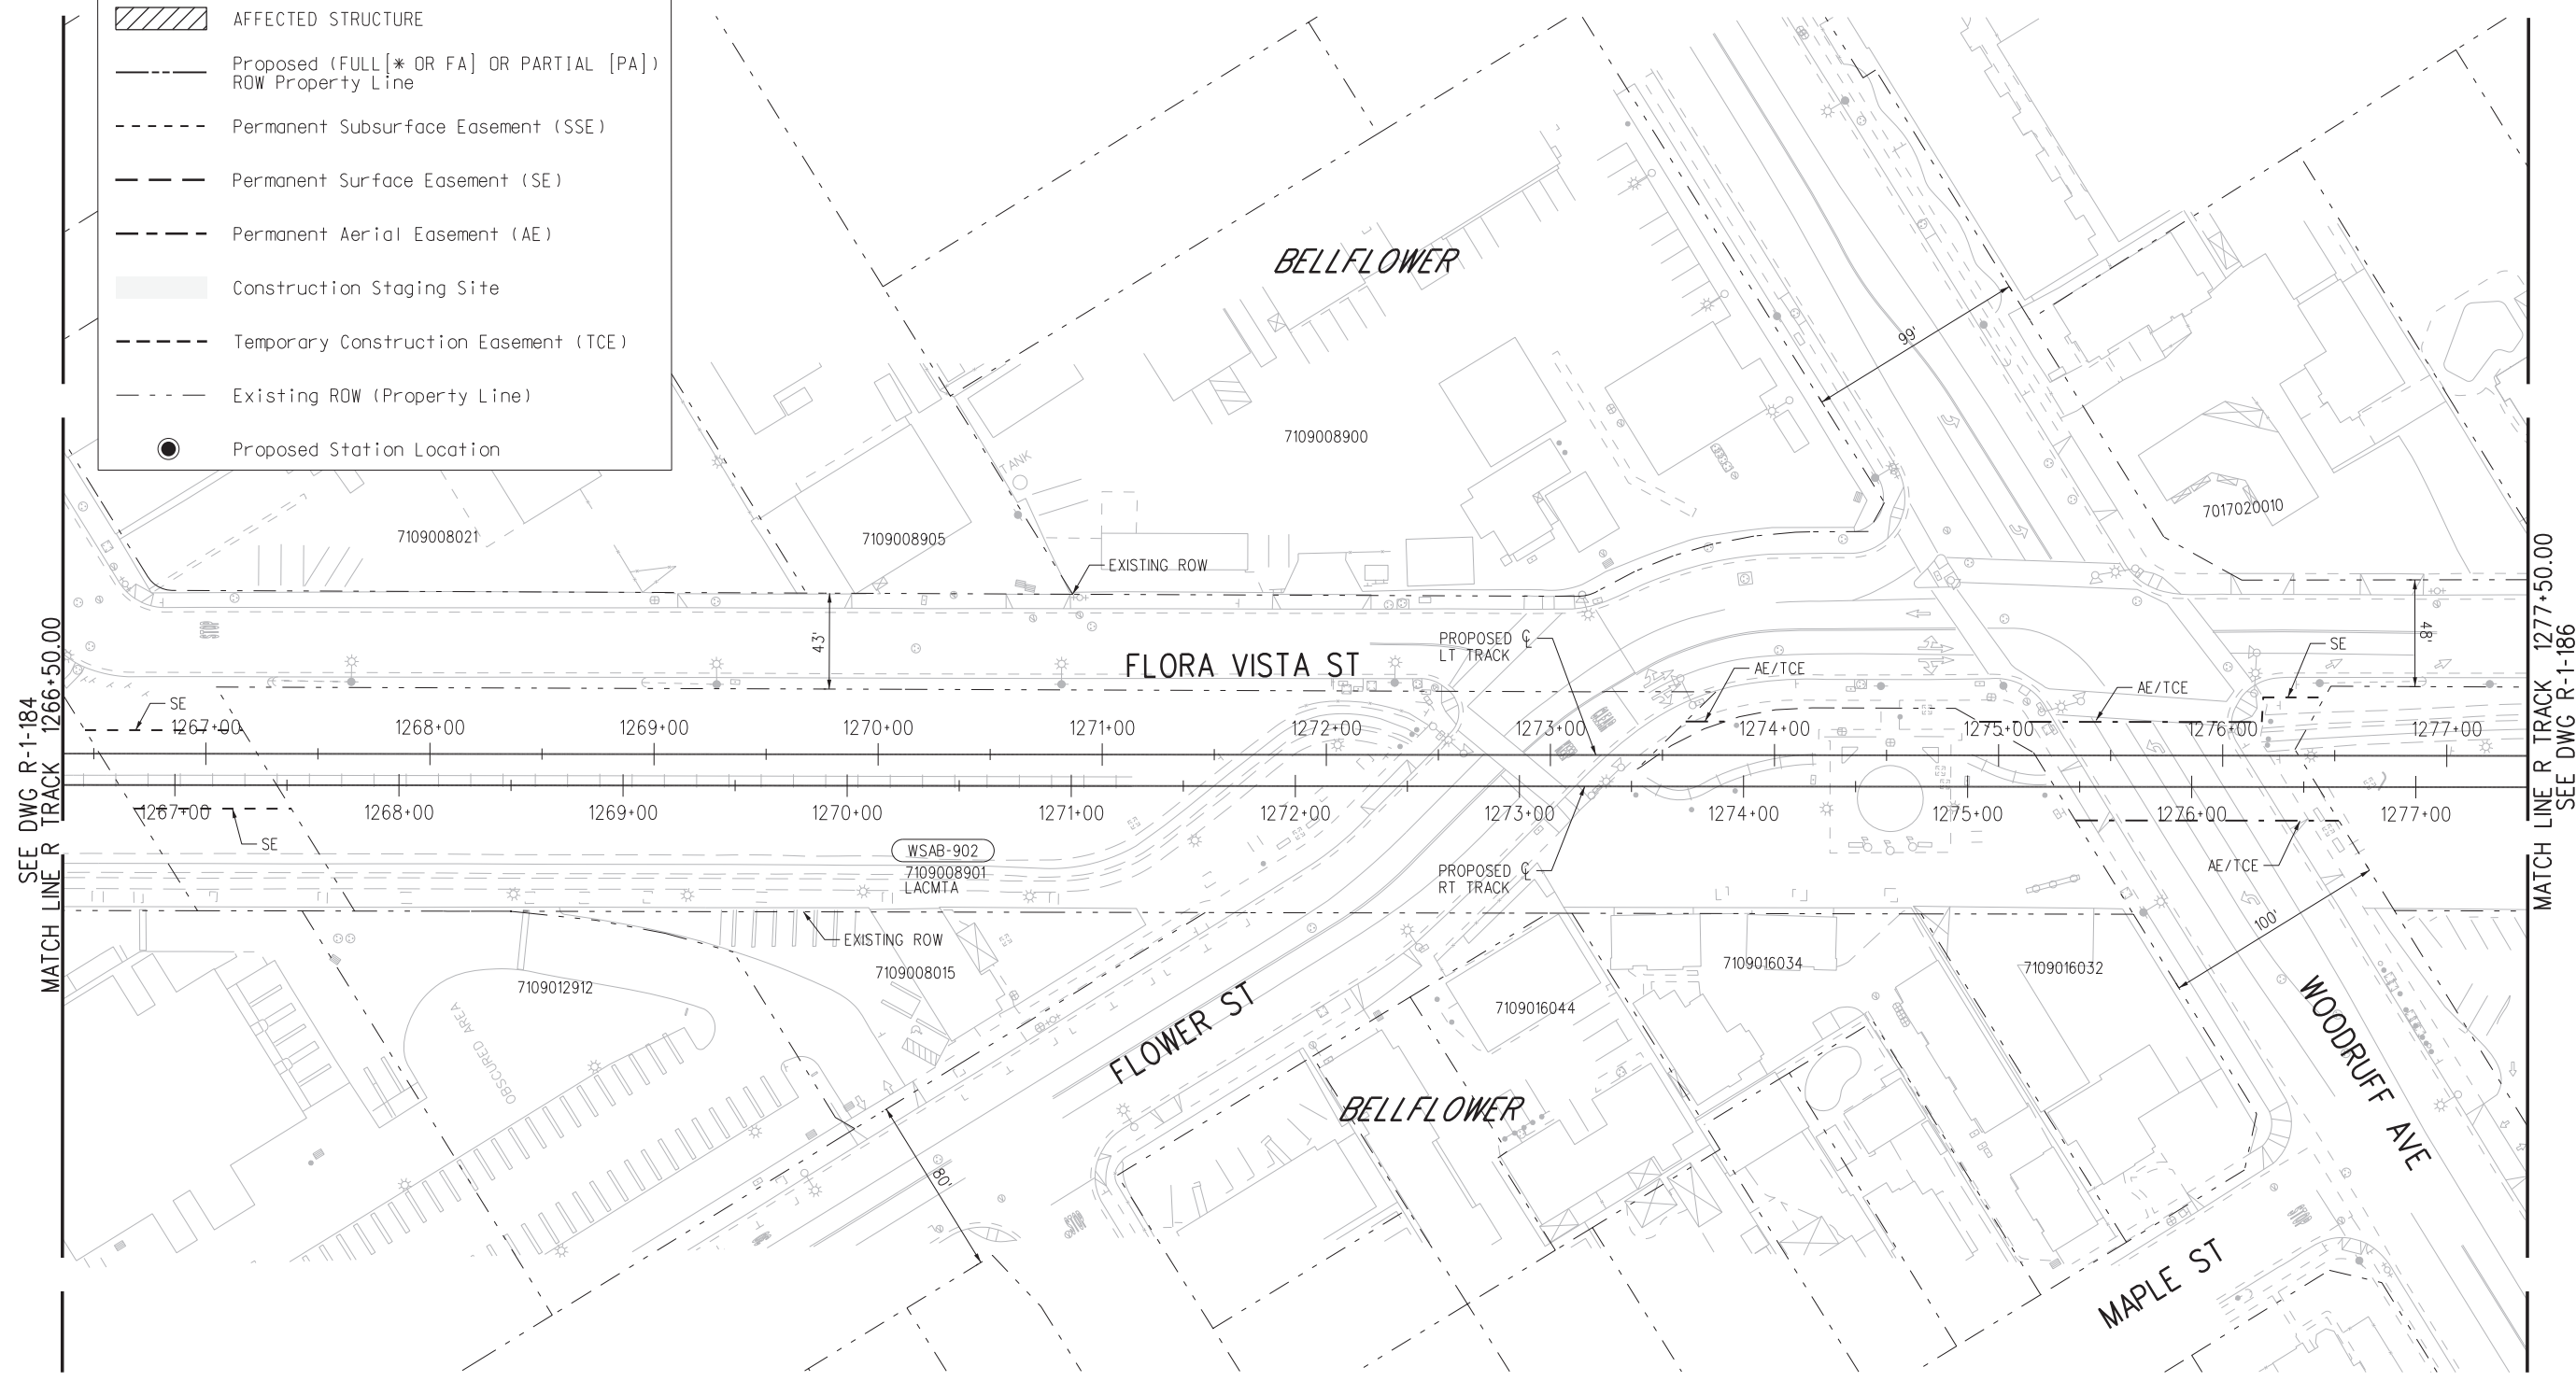 AFFECTED STRUCTURE
Proposed (FULL[* OR FA] OR PARTIAL [PA])
ROW Property Line
Permanent Subsurface Easement (SSE)
Permanent Surface Easement (SE)
Permanent Aerial Easement (AE)
Construction Staging Site
Temporary Construction Easement (TCE)
Existing ROW (Property Line)
Proposed Station Location
BELLFLOWER
99'
7109008900
TANK
7109008021
7109008905
7017020010
EXISTING ROW
43'
FLORA VISTA ST
PROPOSED ℄
LT TRACK
AE/TCE
AE/TCE
SE
48'
SE
1267+00
1268+00
1269+00
1270+00
1271+00
1272+00
1273+00
1274+00
1275+00
1276+00
1277+00
1267+00
1268+00
1269+00
1270+00
1271+00
1272+00
1273+00
1274+00
1275+00
1276+00
1277+00
SE
WSAB-902
7109008901
LACMTA
PROPOSED ℄
RT TRACK
AE/TCE
EXISTING ROW
100'
7109012912
7109008015
7109016044
7109016034
7109016032
OBSCURED AREA
FLOWER ST
BELLFLOWER
WOODRUFF AVE
80'
MAPLE ST
SEE DWG R-1-184
MATCH LINE R TRACK 1266+50.00
MATCH LINE R TRACK 1277+50.00
SEE DWG R-1-186